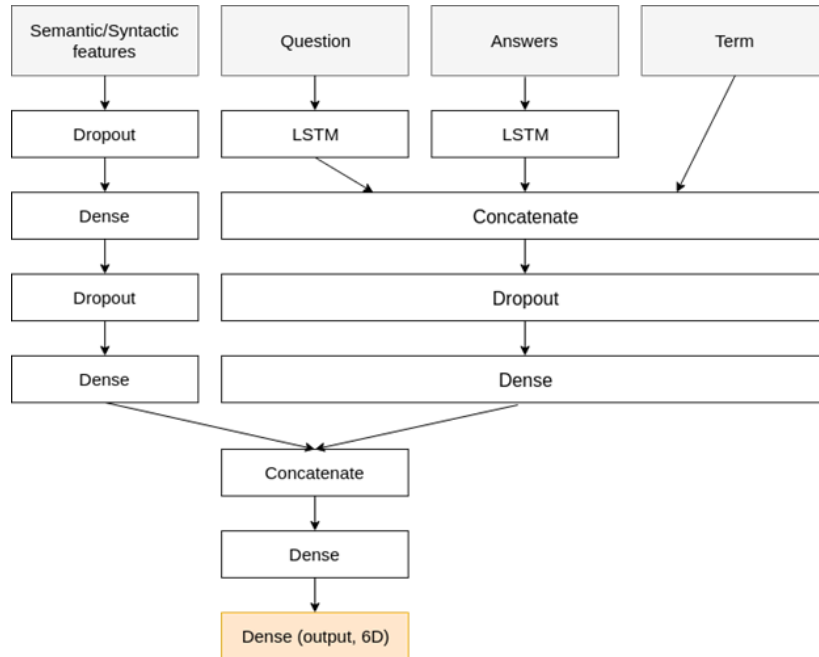 Semantic/Syntactic
features
Question
Answers
Term
Dropout
LSTM
LSTM
Dense
Concatenate
Dropout
Dropout
Dense
Dense
Concatenate
Dense
Dense (output, 6D)